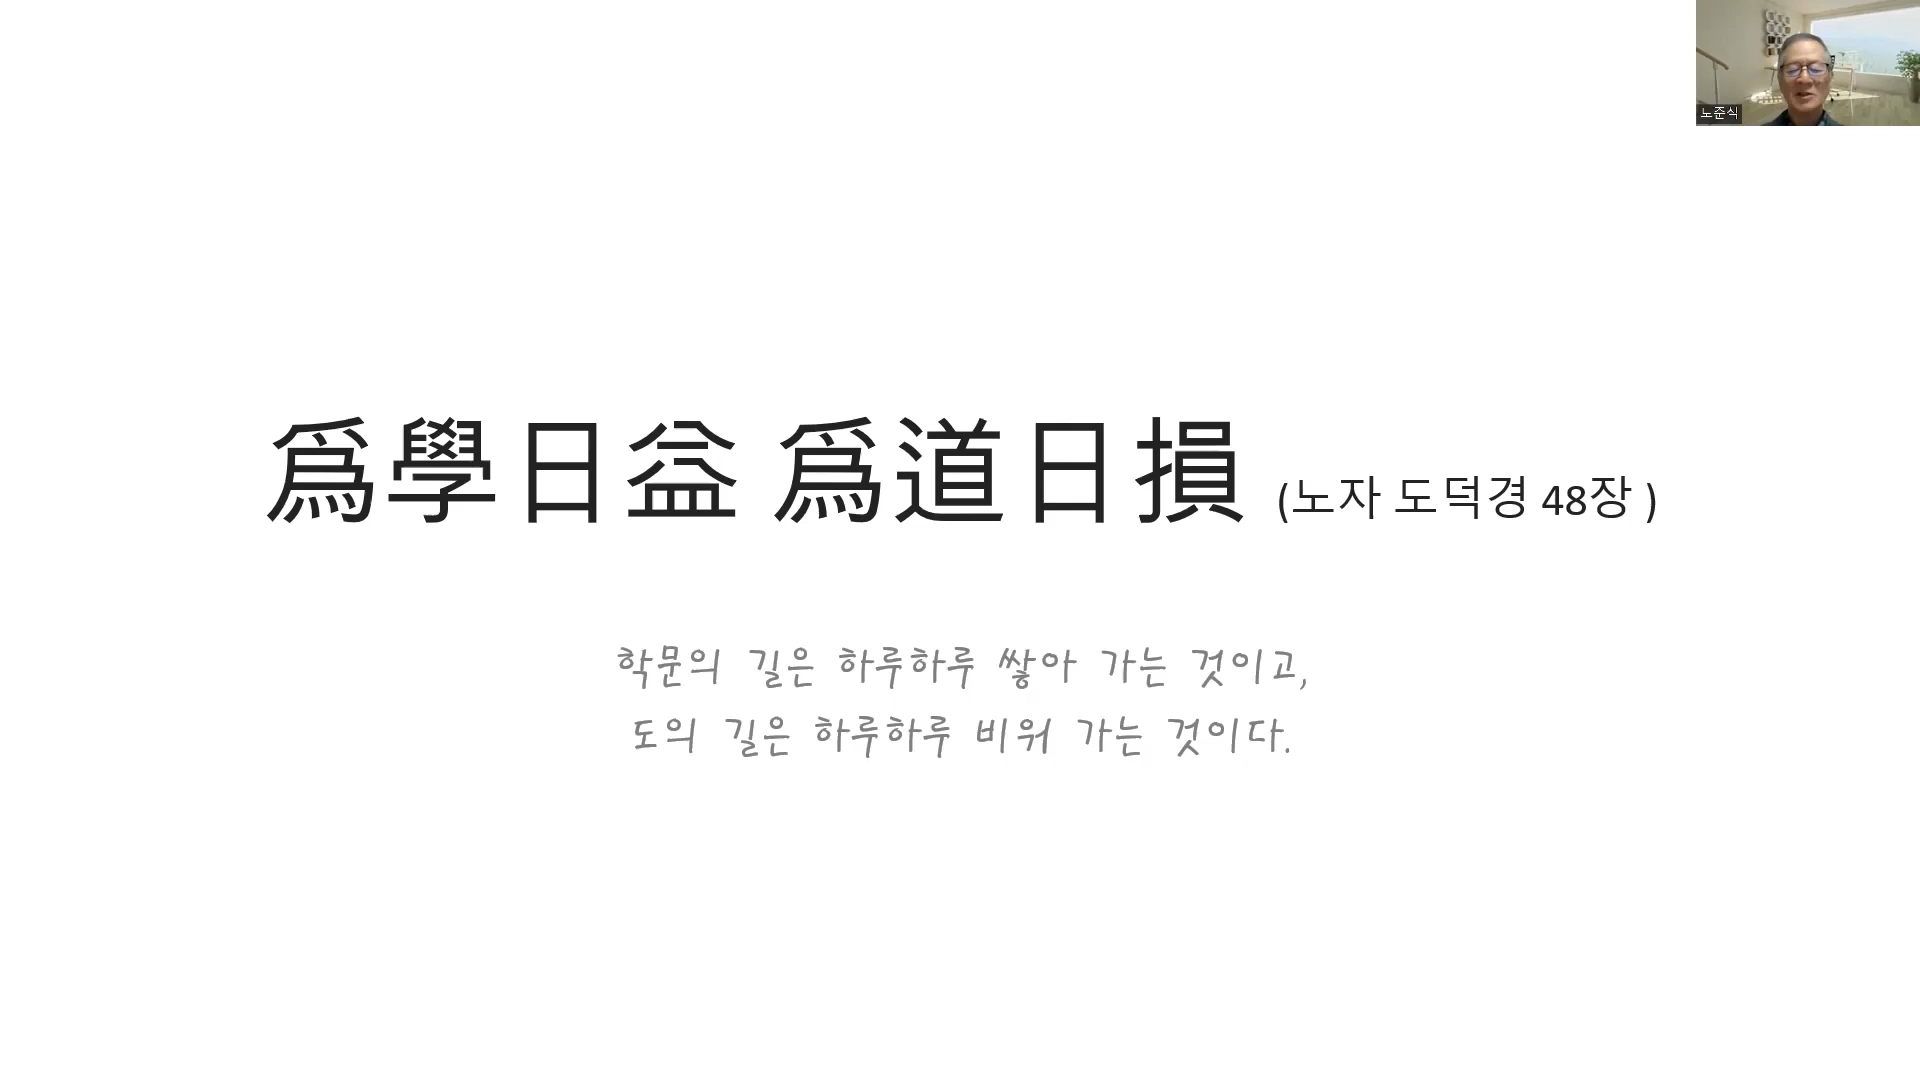 노준식
爲學日益 爲道日損 (노자 도덕경 48장 )
학문의 길은 하루하루 쌓아 가는 것이고,
도의 길은 하루하루 비워 가는 것이다.